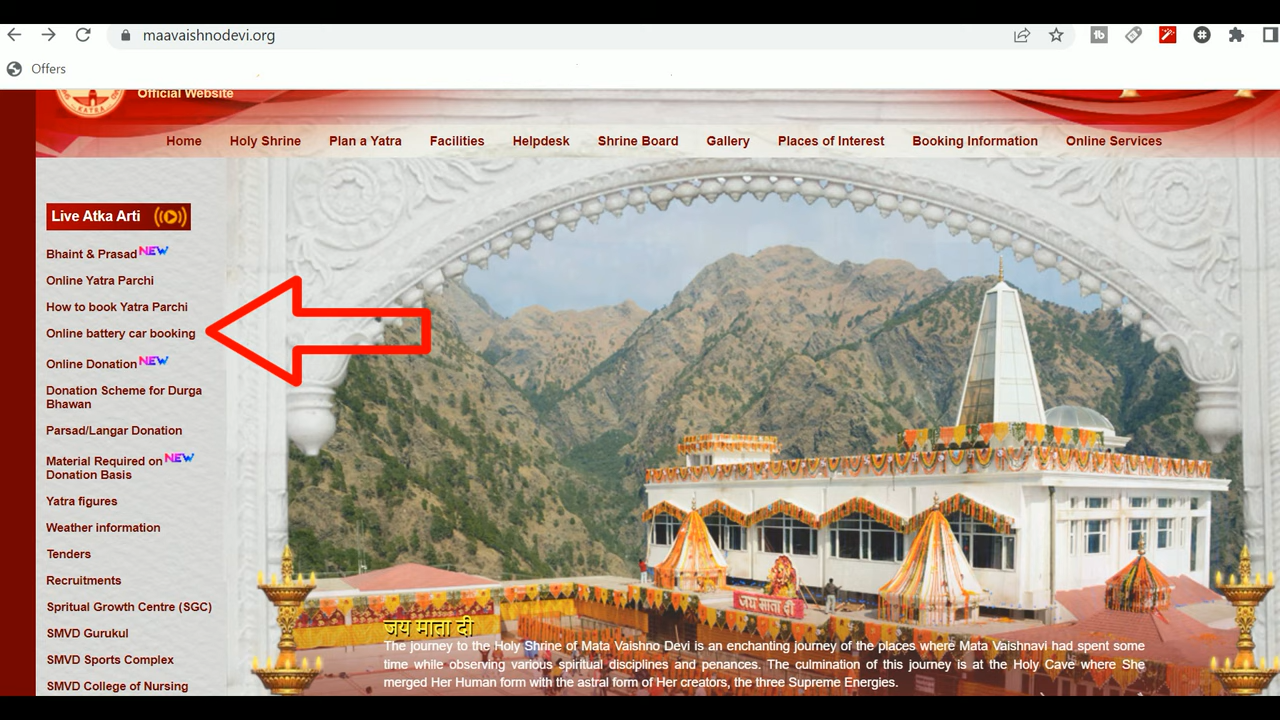 maavaishnodevi.org
Offers
KATRA
Official Website
Home Holy Shrine Plan a Yatra Facilities Helpdesk Shrine Board Gallery Places of Interest Booking Information Online Services
Live Atka Arti
Bhaint & Prasad NEW
Online Yatra Parchi
How to book Yatra Parchi
Online battery car booking
Online Donation NEW
Donation Scheme for Durga
Bhawan
Parsad/Langar Donation
Material Required on NEW
Donation Basis
Yatra figures
Weather information
Tenders
Recruitments
Spritual Growth Centre (SGC)
SMVD Gurukul
SMVD Sports Complex
SMVD College of Nursing
जय माता दी
जय माता दी
The journey to the Holy Shrine of Mata Vaishno Devi is an enchanting journey of the places where Mata Vaishnavi had spent some
time while observing various spiritual disciplines and penances. The culmination of this journey is at the Holy Cave where She
merged Her Human form with the astral form of Her creators, the three Supreme Energies.